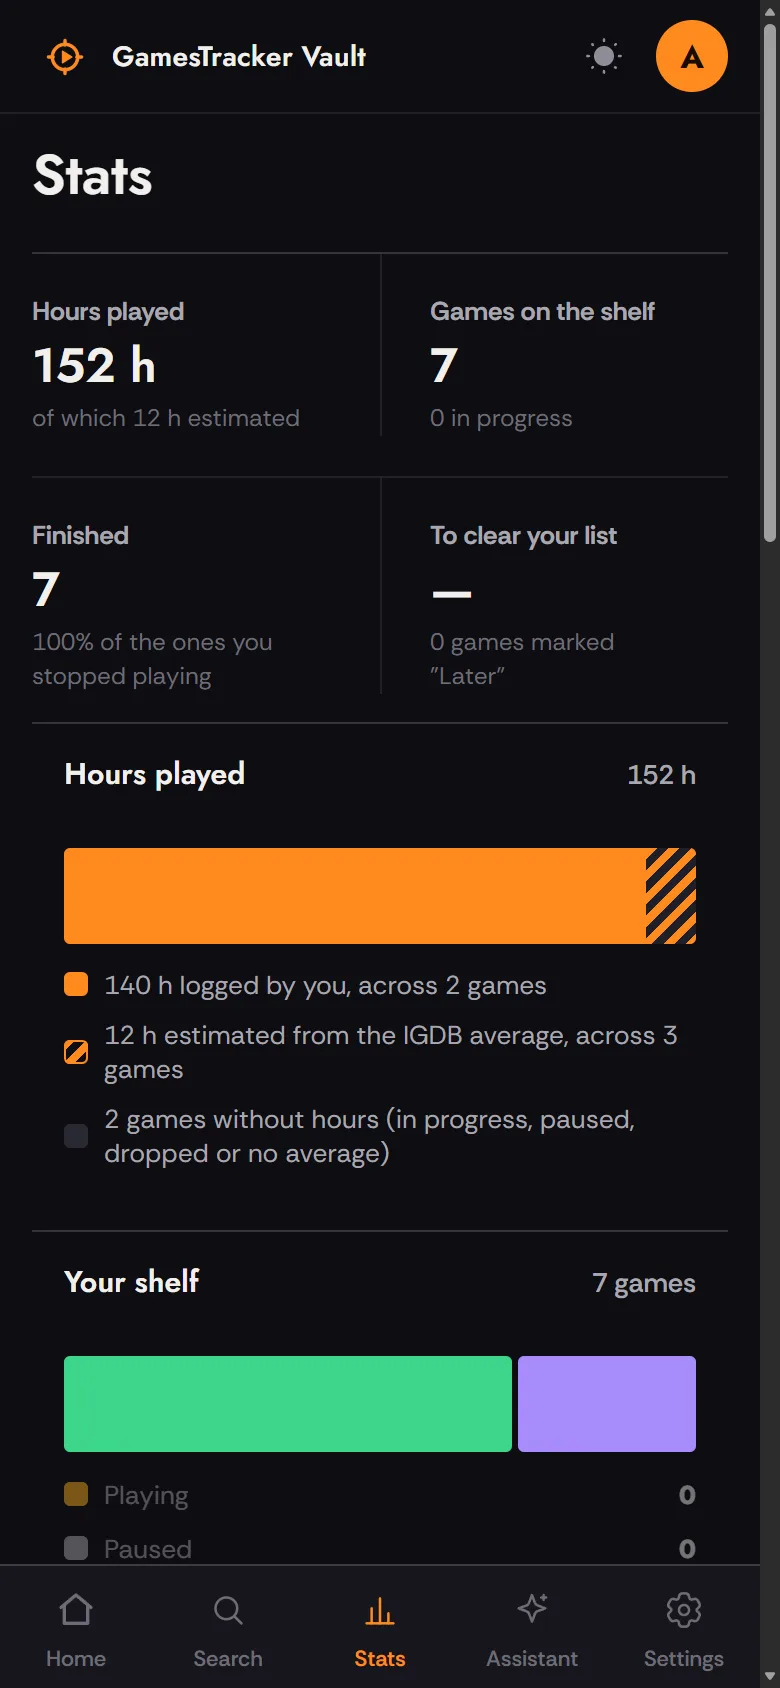 GamesTracker Vault
A
Stats
Hours played
152 h
of which 12 h estimated
Games on the shelf
7
0 in progress
Finished
7
100% of the ones you
stopped playing
To clear your list
—
0 games marked
"Later"
Hours played
152 h
140 h logged by you, across 2 games
12 h estimated from the IGDB average, across 3
games
2 games without hours (in progress, paused,
dropped or no average)
Your shelf
7 games
Playing
0
Paused
0
Home
Search
Stats
Assistant
Settings